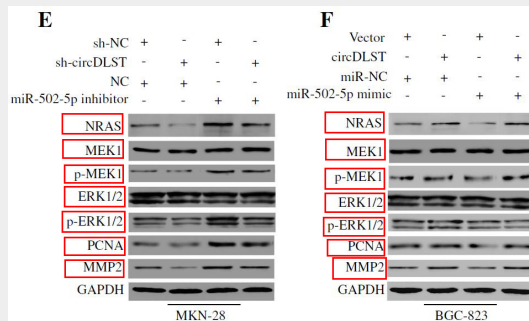 E
sh-NC + - + -
sh-circDLST - + - +
NC + + - -
miR-502-5p inhibitor - - + +
NRAS
MEK1
p-MEK1
ERK1/2
p-ERK1/2
PCNA
MMP2
GAPDH
MKN-28
F
Vector + - + -
circDLST - + - +
miR-NC + + - -
miR-502-5p mimic - - + +
NRAS
MEK1
p-MEK1
ERK1/2
p-ERK1/2
PCNA
MMP2
GAPDH
BGC-823